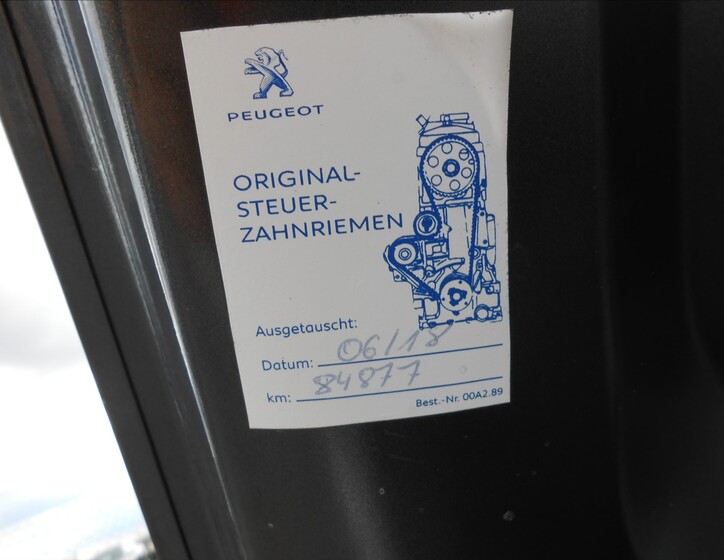 PEUGEOT
ORIGINAL-
STEUER-
ZAHNRIEMEN
Ausgetauscht:
Datum: 06/18
km: 84877
Best.-Nr. 00A2.89